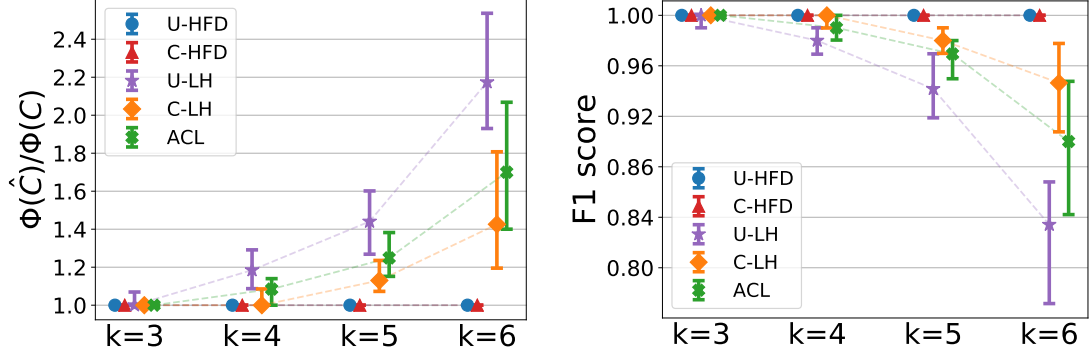 Φ(Ĉ)/Φ(C)
2.4
2.2
2.0
1.8
1.6
1.4
1.2
1.0
U-HFD
C-HFD
U-LH
C-LH
ACL
k=3
k=4
k=5
k=6
F1 score
1.00
0.96
0.92
0.86
0.84
0.80
U-HFD
C-HFD
U-LH
C-LH
ACL
k=3
k=4
k=5
k=6